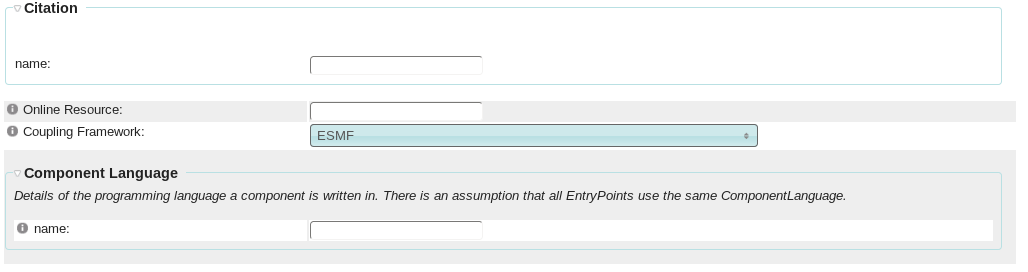 Citation
name:
Online Resource:
Coupling Framework:
ESMF
Component Language
Details of the programming language a component is written in. There is an assumption that all EntryPoints use the same ComponentLanguage.
name: